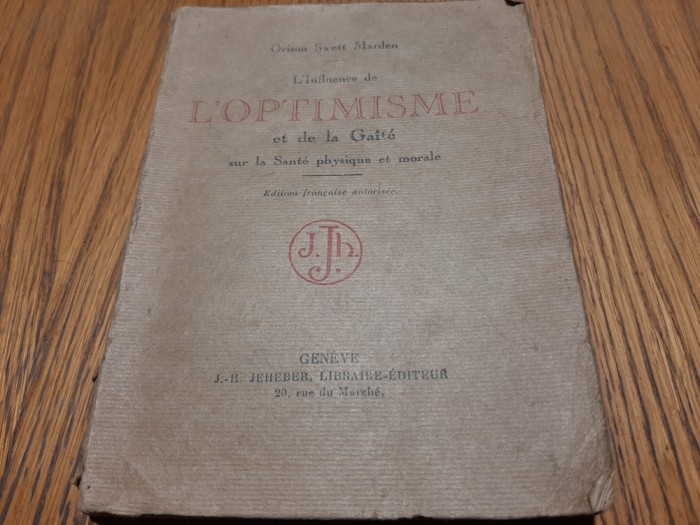 Orison Swett Marden
L'Influence de
L'OPTIMISME
et de la Gaîté
sur la Santé physique et morale
Edition française autorisée.
J. Jh.
GENÈVE
J.-H. JEHEBER, LIBRAIRE-ÉDITEUR
20, rue du Marché,